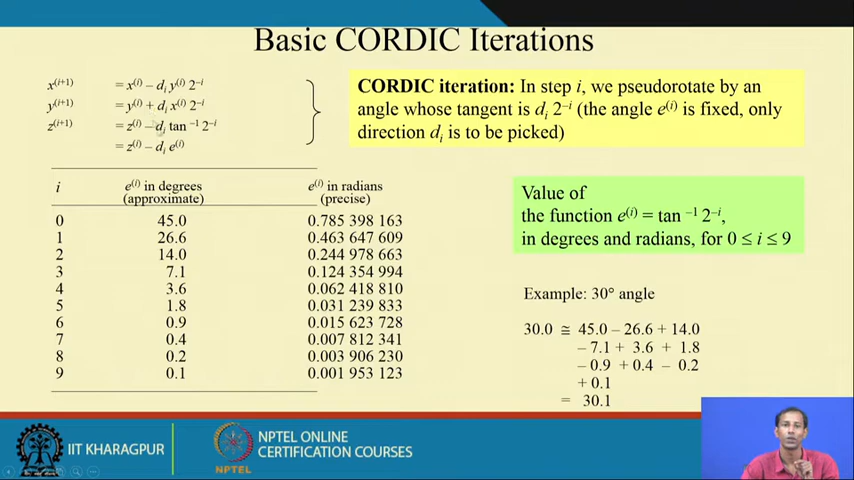 Basic CORDIC Iterations
x(i+1) = x(i) – di y(i) 2–i
y(i+1) = y(i) + di x(i) 2–i
z(i+1) = z(i) – di tan –1 2–i
= z(i) – di e(i)
CORDIC iteration: In step i, we pseudorotate by an
angle whose tangent is di 2–i (the angle e(i) is fixed, only
direction di is to be picked)
i e(i) in degrees e(i) in radians
(approximate) (precise)
0 45.0 0.785 398 163
1 26.6 0.463 647 609
2 14.0 0.244 978 663
3 7.1 0.124 354 994
4 3.6 0.062 418 810
5 1.8 0.031 239 833
6 0.9 0.015 623 728
7 0.4 0.007 812 341
8 0.2 0.003 906 230
9 0.1 0.001 953 123
Value of
the function e(i) = tan –1 2–i,
in degrees and radians, for 0 ≤ i ≤ 9
Example: 30° angle
30.0 ≅ 45.0 – 26.6 + 14.0
– 7.1 + 3.6 + 1.8
– 0.9 + 0.4 – 0.2
+ 0.1
= 30.1
IIT KHARAGPUR
NPTEL
NPTEL ONLINE
CERTIFICATION COURSES